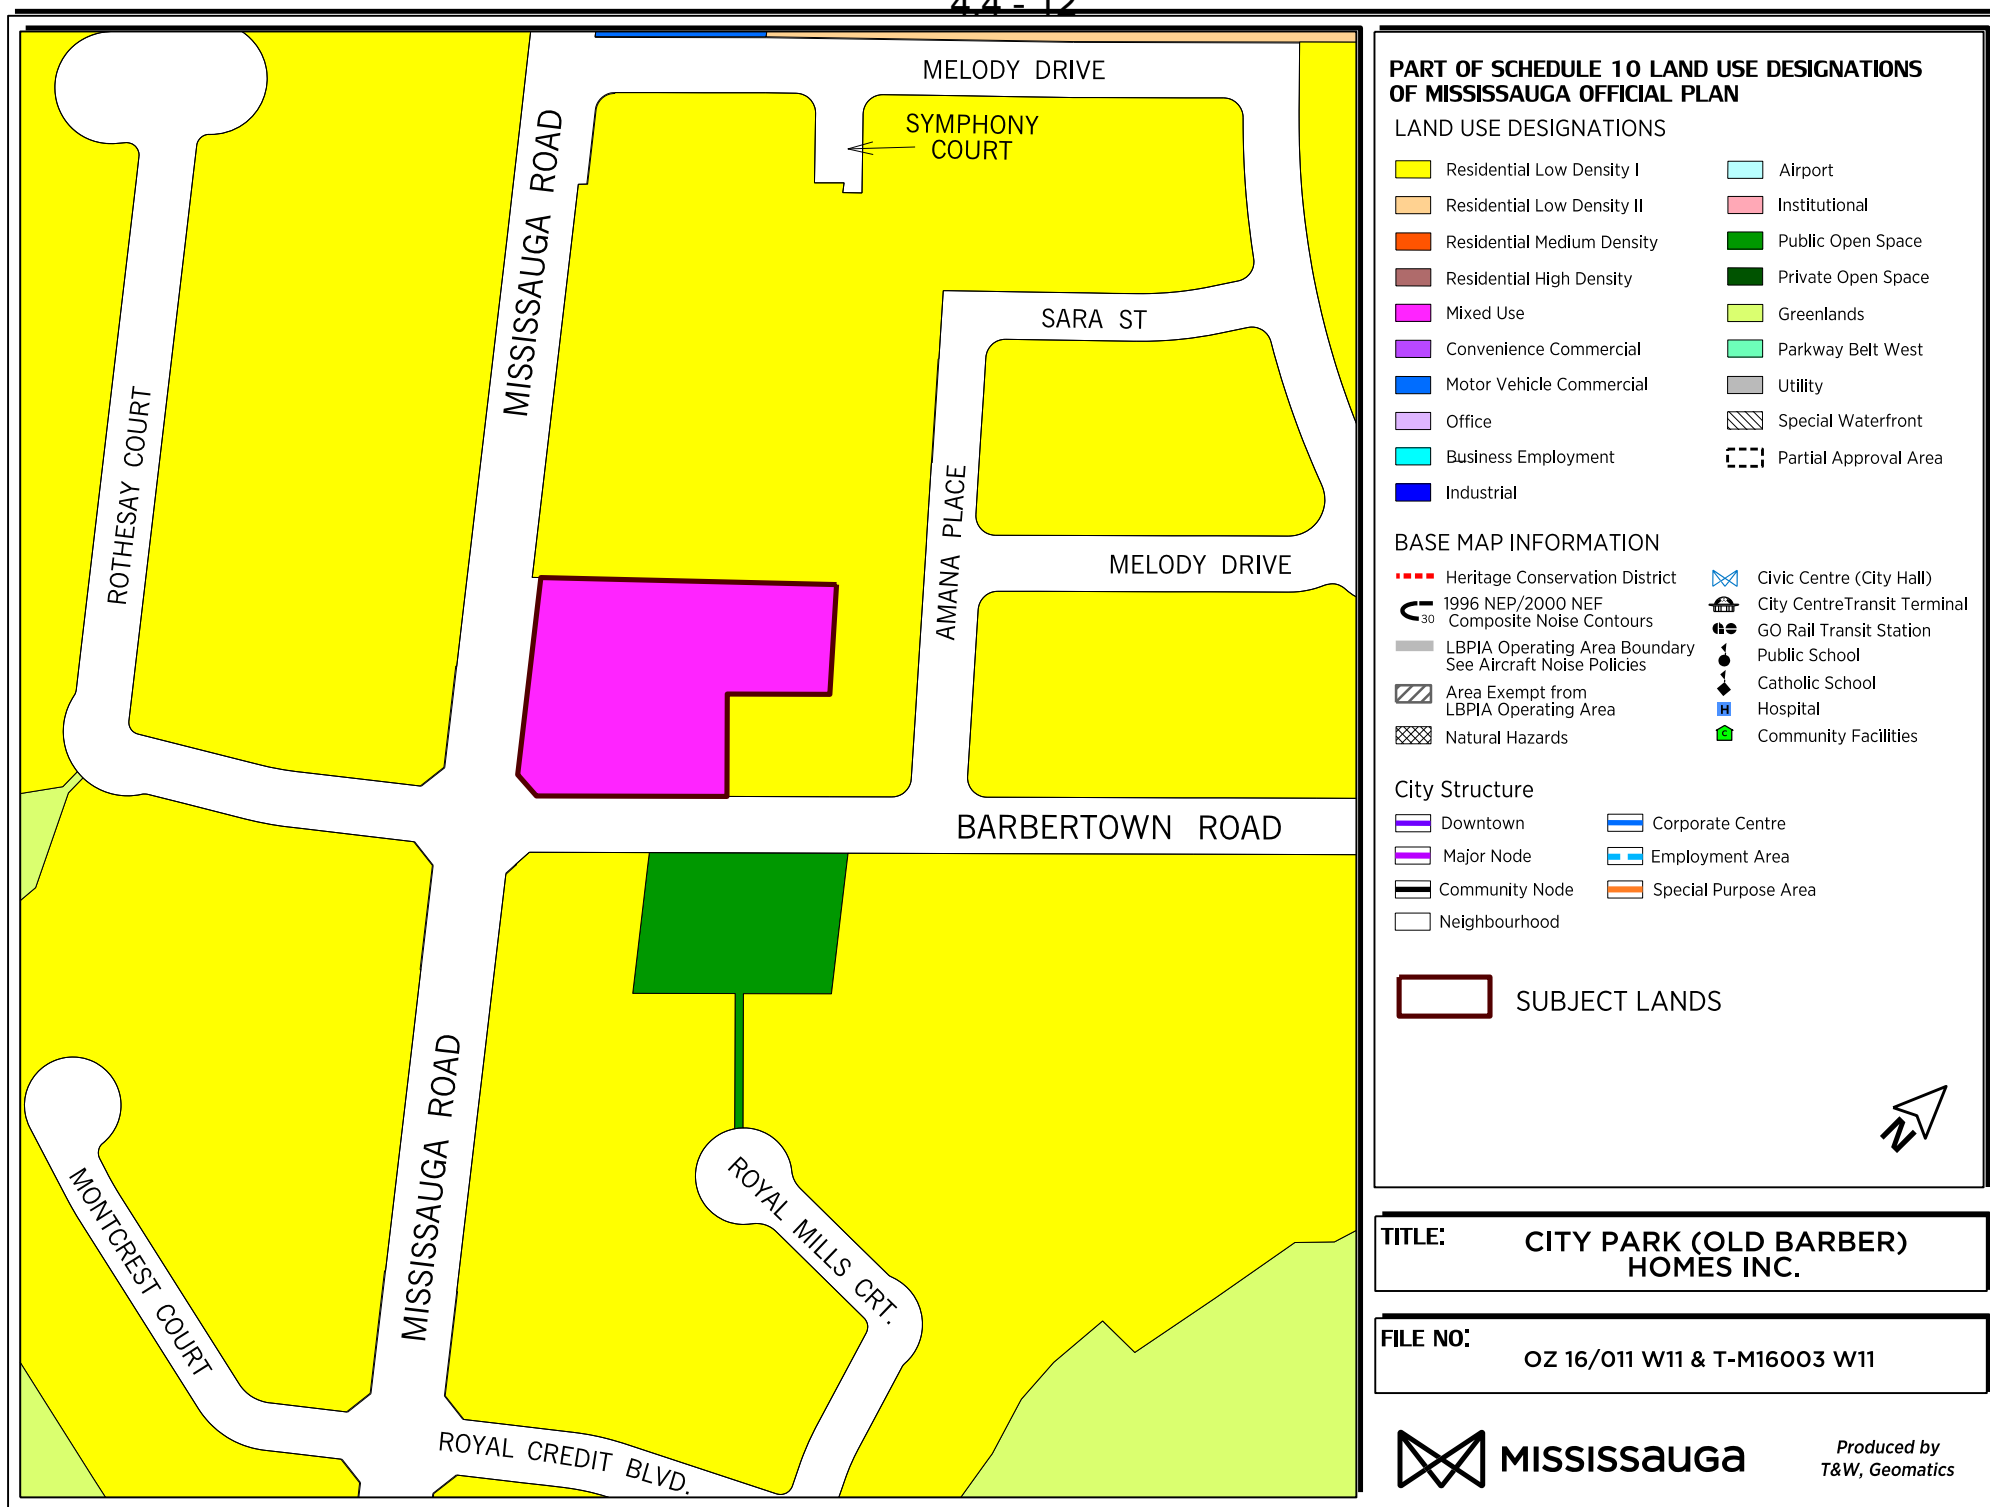 4.4 - 12
MELODY DRIVE
SYMPHONY
COURT
MISSISSAUGA ROAD
SARA ST
ROTHESAY COURT
AMANA PLACE
MELODY DRIVE
BARBERTOWN ROAD
MISSISSAUGA ROAD
MONTCREST COURT
ROYAL MILLS CRT.
ROYAL CREDIT BLVD.
PART OF SCHEDULE 10 LAND USE DESIGNATIONS
OF MISSISSAUGA OFFICIAL PLAN
LAND USE DESIGNATIONS
Residential Low Density I
Residential Low Density II
Residential Medium Density
Residential High Density
Mixed Use
Convenience Commercial
Motor Vehicle Commercial
Office
Business Employment
Industrial
Airport
Institutional
Public Open Space
Private Open Space
Greenlands
Parkway Belt West
Utility
Special Waterfront
Partial Approval Area
BASE MAP INFORMATION
Heritage Conservation District
1996 NEP/2000 NEF
Composite Noise Contours
30
LBPIA Operating Area Boundary
See Aircraft Noise Policies
Area Exempt from
LBPIA Operating Area
Natural Hazards
Civic Centre (City Hall)
City CentreTransit Terminal
GO Rail Transit Station
Public School
Catholic School
H Hospital
C Community Facilities
City Structure
Downtown
Major Node
Community Node
Neighbourhood
Corporate Centre
Employment Area
Special Purpose Area
SUBJECT LANDS
N
TITLE:
CITY PARK (OLD BARBER)
HOMES INC.
FILE NO:
OZ 16/011 W11 & T-M16003 W11
MISSISSAUGA
Produced by
T&W, Geomatics